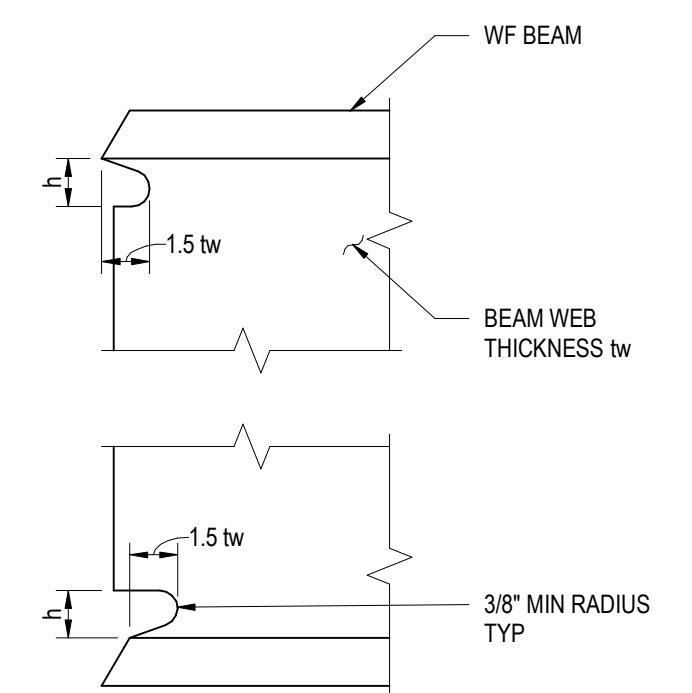 WF BEAM
h
1.5 tw
BEAM WEB
THICKNESS tw
1.5 tw
h
3/8" MIN RADIUS
TYP